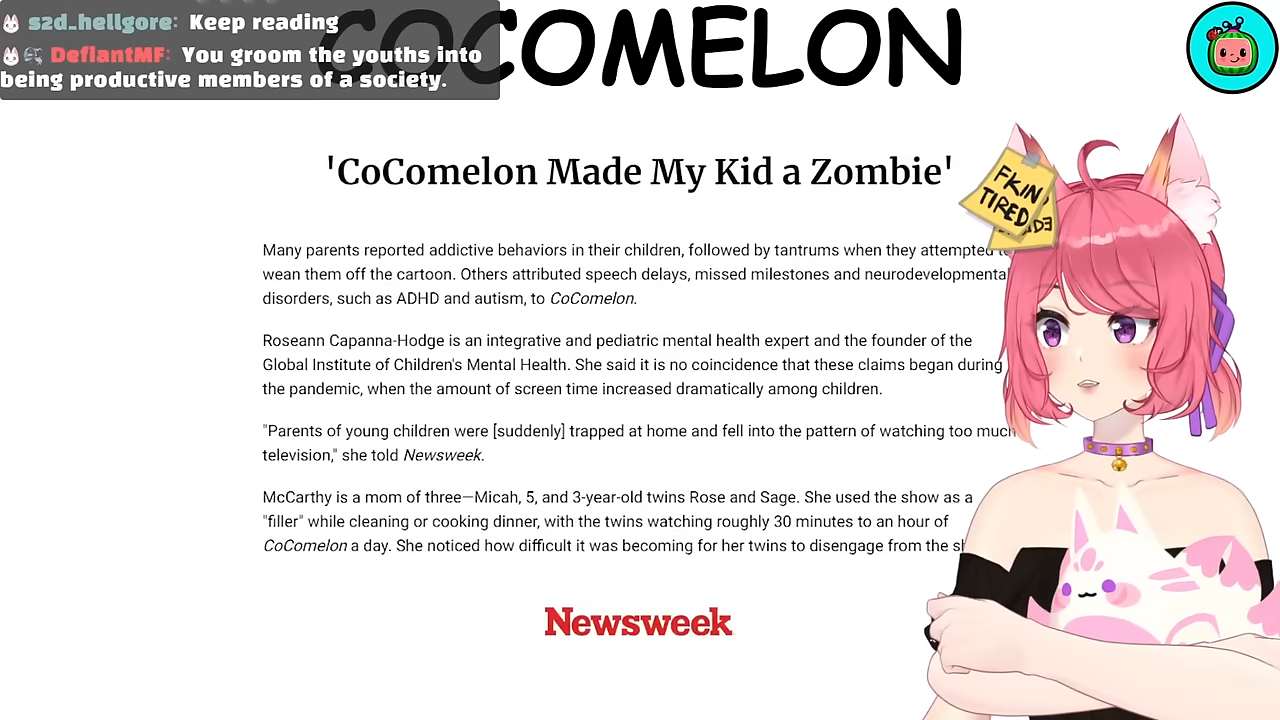 s2d_hellgore: Keep reading
DefiantMF: You groom the youths into
being productive members of a society.
COCOMELON
'CoComelon Made My Kid a Zombie'
FKIN
TIRED
Many parents reported addictive behaviors in their children, followed by tantrums when they attempted
wean them off the cartoon. Others attributed speech delays, missed milestones and
disorders, such as ADHD and autism, to CoComelon.
Roseann Capanna-Hodge is an integrative and pediatric mental health expert and the founder of the
Global Institute of Children's Mental Health. She said it is no coincidence that these claims began during
the pandemic, when the amount of screen time increased dramatically among children.
"Parents of young children were [suddenly] trapped at home and fell into the pattern of watching too much
television," she told Newsweek.
McCarthy is a mom of three—Micah, 5, and 3-year-old twins Rose and Sage. She used the show as a
"filler" while cleaning or cooking dinner, with the twins watching roughly 30 minutes to an hour of
CoComelon a day. She noticed how difficult it was becoming for her twins to disengage from the
Newsweek